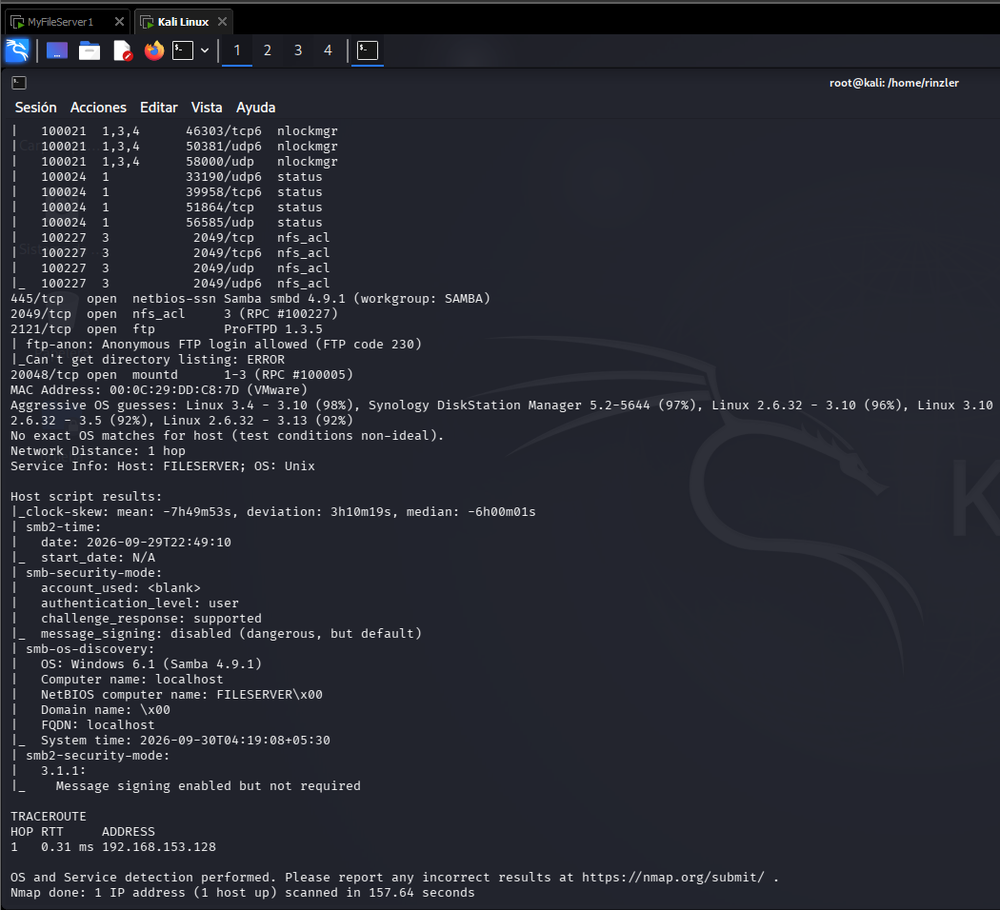 MyFileServer1
Kali Linux
1 2 3 4
root@kali: /home/rinzler
Sesión Acciones Editar Vista Ayuda
|   100021  1,3,4      46303/tcp6  nlockmgr
|   100021  1,3,4      50381/udp6  nlockmgr
|   100021  1,3,4      58000/udp   nlockmgr
|   100024  1          33190/udp6  status
|   100024  1          39958/tcp6  status
|   100024  1          51864/tcp   status
|   100024  1          56585/udp   status
|   100227  3           2049/tcp   nfs_acl
|   100227  3           2049/tcp6  nfs_acl
|   100227  3           2049/udp   nfs_acl
|_  100227  3           2049/udp6  nfs_acl
445/tcp   open  netbios-ssn Samba smbd 4.9.1 (workgroup: SAMBA)
2049/tcp  open  nfs_acl     3 (RPC #100227)
2121/tcp  open  ftp         ProFTPD 1.3.5
| ftp-anon: Anonymous FTP login allowed (FTP code 230)
|_Can't get directory listing: ERROR
20048/tcp open  mountd      1-3 (RPC #100005)
MAC Address: 00:0C:29:DD:C8:7D (VMware)
Aggressive OS guesses: Linux 3.4 - 3.10 (98%), Synology DiskStation Manager 5.2-5644 (97%), Linux 2.6.32 - 3.10 (96%), Linux 3.10
2.6.32 - 3.5 (92%), Linux 2.6.32 - 3.13 (92%)
No exact OS matches for host (test conditions non-ideal).
Network Distance: 1 hop
Service Info: Host: FILESERVER; OS: Unix
Host script results:
|_clock-skew: mean: -7h49m53s, deviation: 3h10m19s, median: -6h00m01s
| smb2-time:
|   date: 2026-09-29T22:49:10
|_  start_date: N/A
| smb-security-mode:
|   account_used: <blank>
|   authentication_level: user
|   challenge_response: supported
|_  message_signing: disabled (dangerous, but default)
| smb-os-discovery:
|   OS: Windows 6.1 (Samba 4.9.1)
|   Computer name: localhost
|   NetBIOS computer name: FILESERVER\x00
|   Domain name: \x00
|   FQDN: localhost
|_  System time: 2026-09-30T04:19:08+05:30
| smb2-security-mode:
|   3.1.1:
|_    Message signing enabled but not required
TRACEROUTE
HOP RTT     ADDRESS
1   0.31 ms 192.168.153.128
OS and Service detection performed. Please report any incorrect results at https://nmap.org/submit/ .
Nmap done: 1 IP address (1 host up) scanned in 157.64 seconds